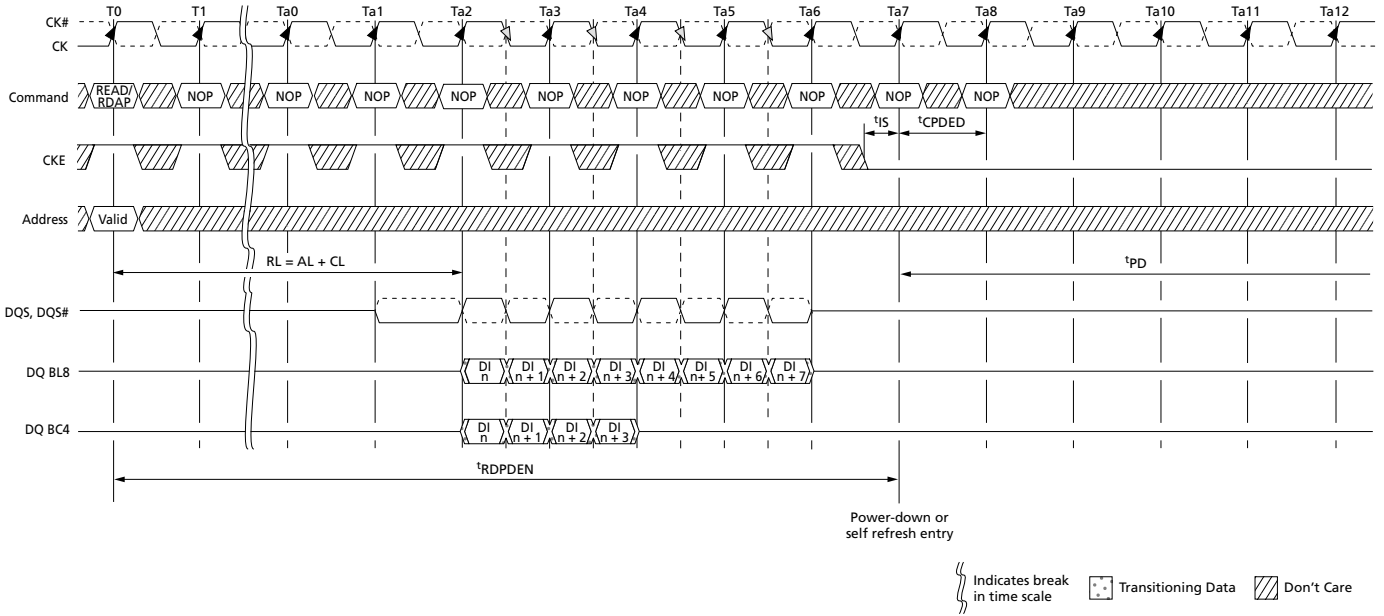 T0 T1 Ta0 Ta1 Ta2 Ta3 Ta4 Ta5 Ta6 Ta7 Ta8 Ta9 Ta10 Ta11 Ta12
CK#
CK
Command READ/ RDAP NOP NOP NOP NOP NOP NOP NOP NOP NOP NOP
tIS tCPDED
CKE
Address Valid
RL = AL + CL
tPD
DQS, DQS#
DQ BL8 DI n DI n + 1 DI n + 2 DI n + 3 DI n + 4 DI n+ 5 DI n + 6 DI n + 7
DQ BC4 DI n DI n + 1 DI n + 2 DI n + 3
tRDPDEN
Power-down or
self refresh entry
Indicates break
in time scale
Transitioning Data
Don't Care